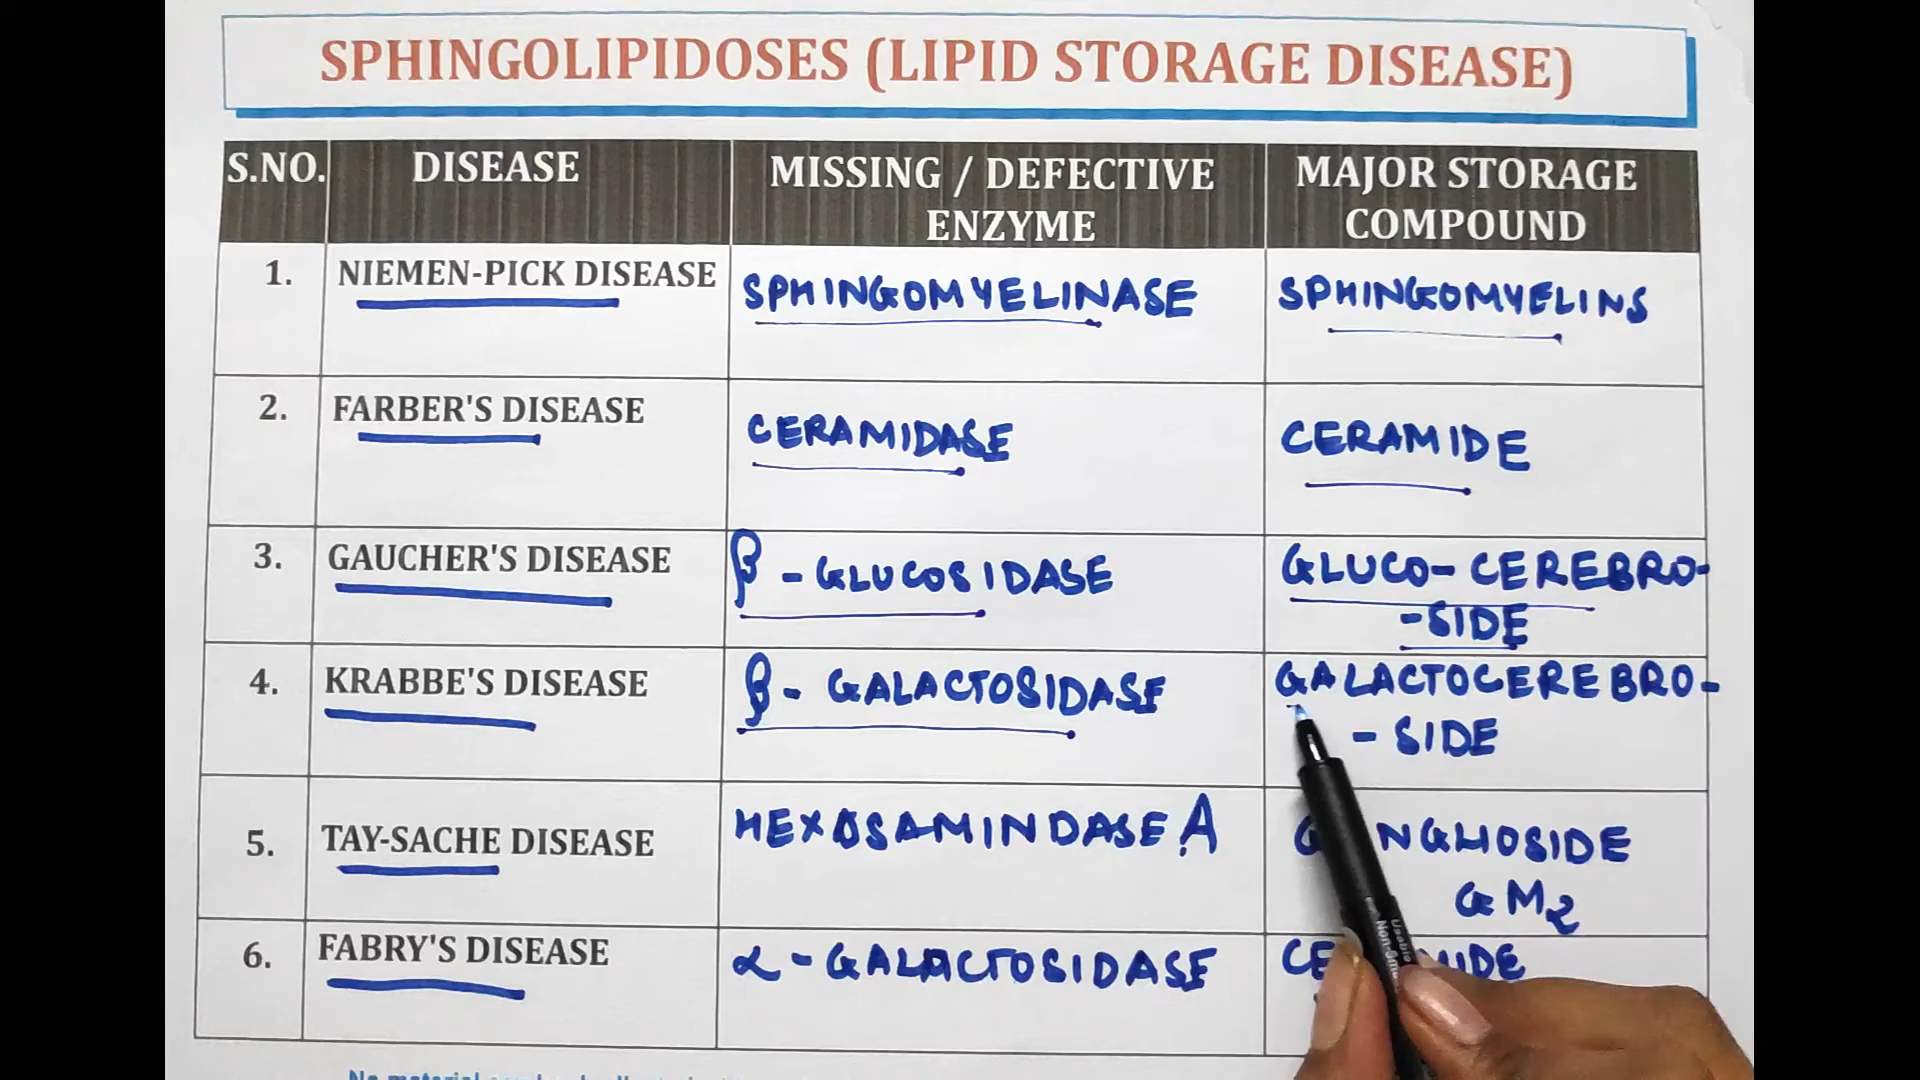 SPHINGOLIPIDOSES (LIPID STORAGE DISEASE)
S.NO. DISEASE MISSING / DEFECTIVE ENZYME MAJOR STORAGE COMPOUND
1. NIEMEN-PICK DISEASE SPHINGOMYELINASE SPHINGOMYELINS
2. FARBER'S DISEASE CERAMIDASE CERAMIDE
3. GAUCHER'S DISEASE β-GLUCOSIDASE GLUCO-CEREBRO-
-SIDE
4. KRABBE'S DISEASE β-GALACTOSIDASE GALACTOCEREBRO-
-SIDE
5. TAY-SACHE DISEASE HEXOSAMINDASE A
GM2
6. FABRY'S DISEASE α-GALACTOSIDASE
No material